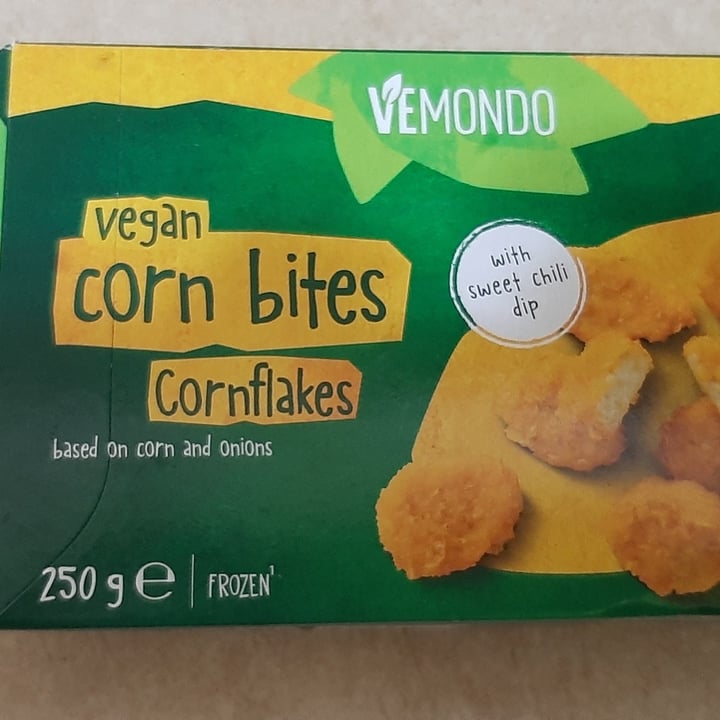 VEMONDO
vegan
corn bites
Cornflakes
based on corn and onions
with
sweet chili
dip
250 g e | FROZEN¹